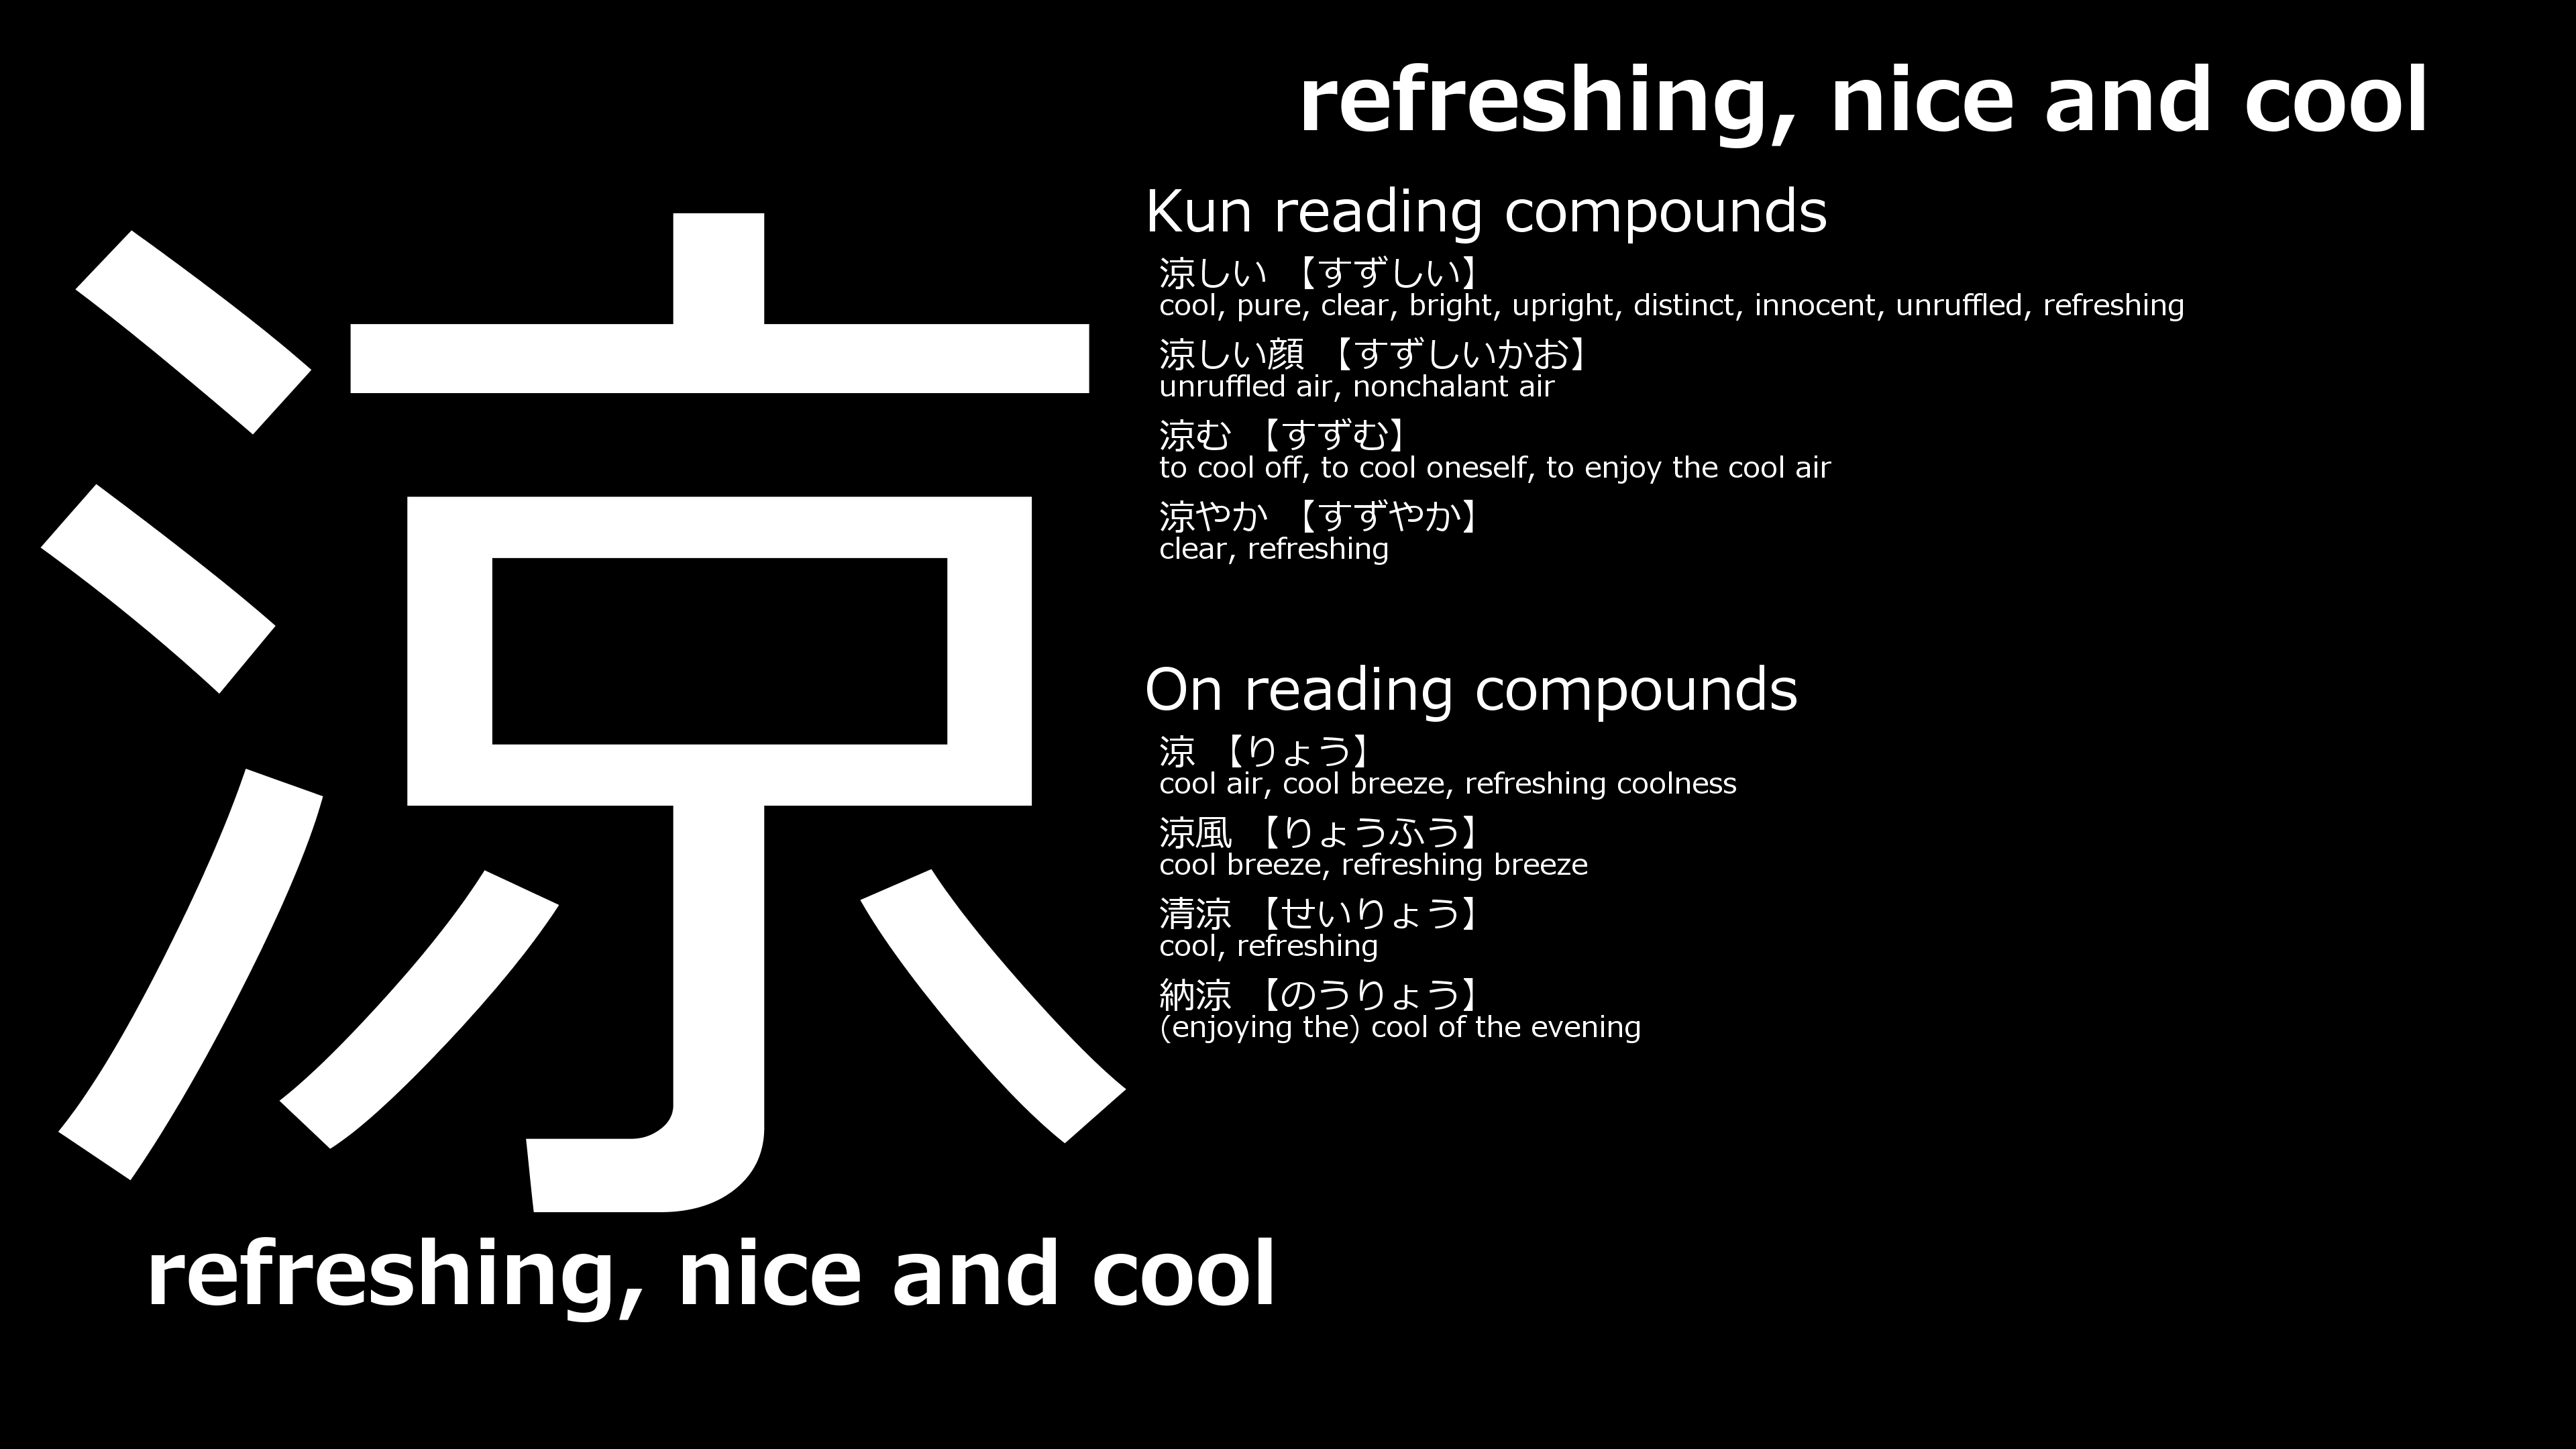 refreshing, nice and cool
涼
refreshing, nice and cool
Kun reading compounds
涼しい 【すずしい】
cool, pure, clear, bright, upright, distinct, innocent, unruffled, refreshing
涼しい顔 【すずしいかお】
unruffled air, nonchalant air
涼む 【すずむ】
to cool off, to cool oneself, to enjoy the cool air
涼やか 【すずやか】
clear, refreshing
On reading compounds
涼 【りょう】
cool air, cool breeze, refreshing coolness
涼風 【りょうふう】
cool breeze, refreshing breeze
清涼 【せいりょう】
cool, refreshing
納涼 【のうりょう】
(enjoying the) cool of the evening